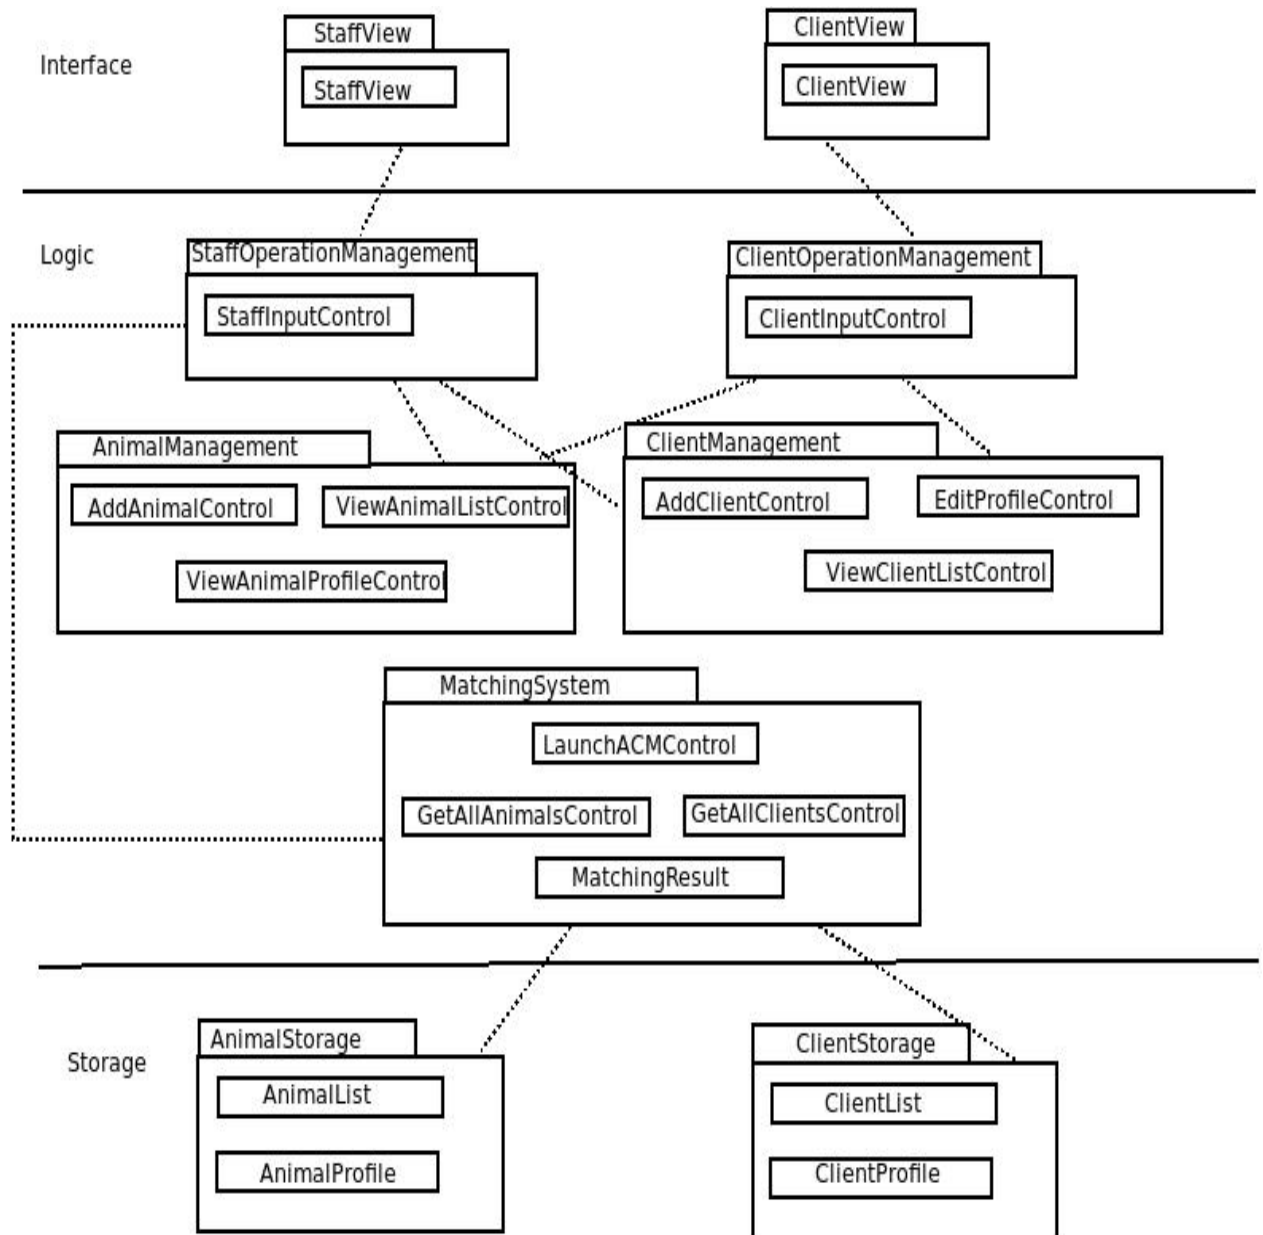 StaffView
ClientView
Interface
StaffView
ClientView
Logic
StaffOperationManagement
ClientOperationManagement
StaffInputControl
ClientInputControl
AnimalManagement
ClientManagement
AddAnimalControl
ViewAnimalListControl
AddClientControl
EditProfileControl
ViewAnimalProfileControl
ViewClientListControl
MatchingSystem
LaunchACMControl
GetAllAnimalsControl
GetAllClientsControl
MatchingResult
AnimalStorage
ClientStorage
Storage
AnimalList
ClientList
AnimalProfile
ClientProfile